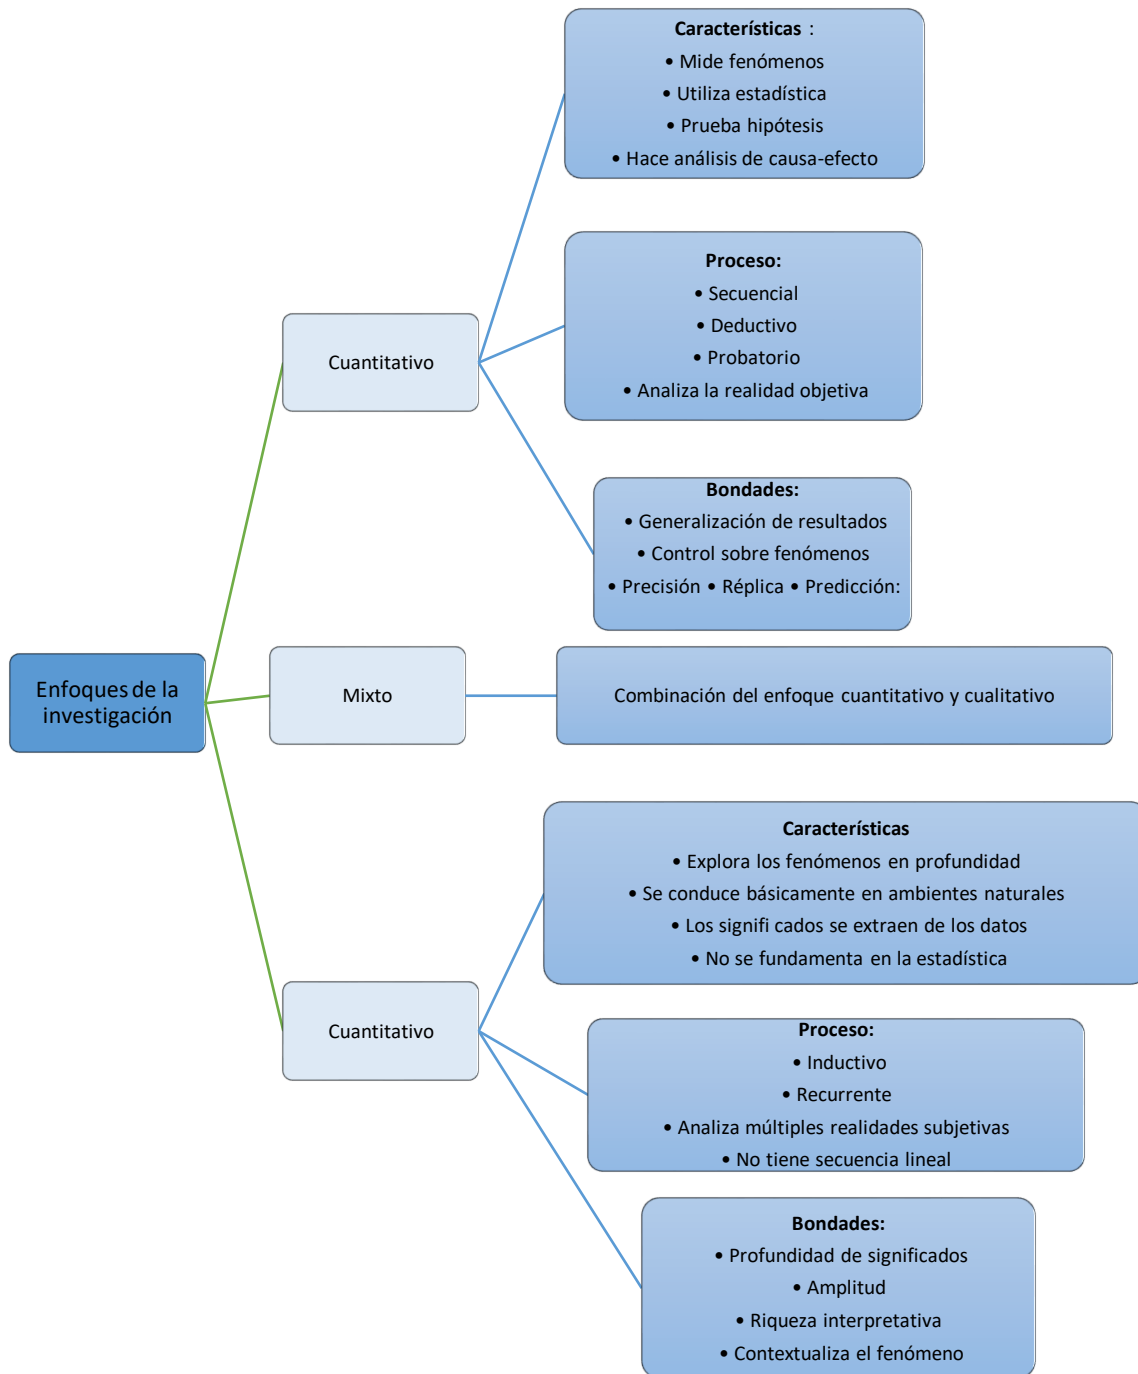 Características :
• Mide fenómenos
• Utiliza estadística
• Prueba hipótesis
• Hace análisis de causa-efecto
Proceso:
• Secuencial
• Deductivo
• Probatorio
• Analiza la realidad objetiva
Cuantitativo
Bondades:
• Generalización de resultados
• Control sobre fenómenos
• Precisión • Réplica • Predicción:
Enfoques de la
investigación
Mixto
Combinación del enfoque cuantitativo y cualitativo
Características
• Explora los fenómenos en profundidad
• Se conduce básicamente en ambientes naturales
• Los signifi cados se extraen de los datos
• No se fundamenta en la estadística
Cuantitativo
Proceso:
• Inductivo
• Recurrente
• Analiza múltiples realidades subjetivas
• No tiene secuencia lineal
Bondades:
• Profundidad de significados
• Amplitud
• Riqueza interpretativa
• Contextualiza el fenómeno